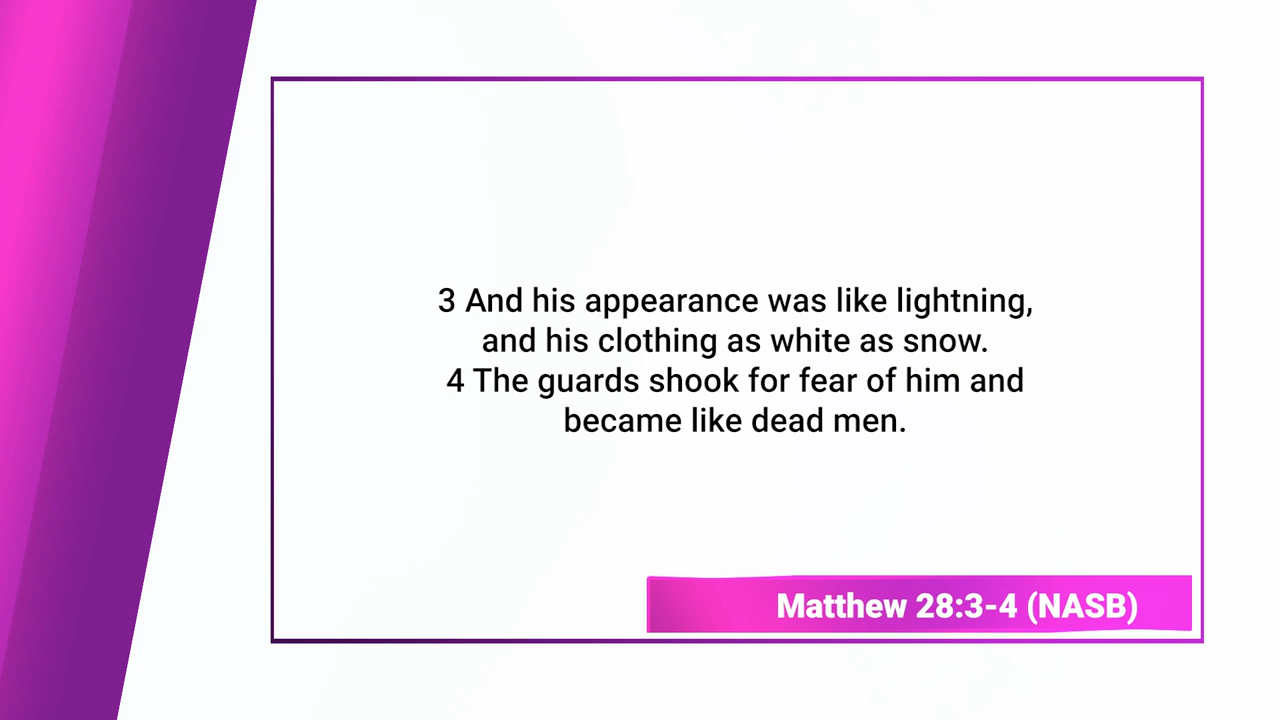 3 And his appearance was like lightning,
and his clothing as white as snow.
4 The guards shook for fear of him and
became like dead men.
Matthew 28:3-4 (NASB)